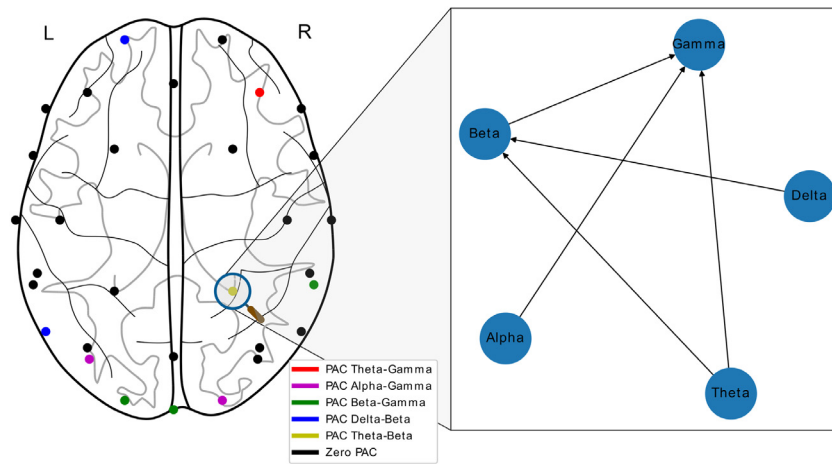 L
R
Gamma
Beta
Delta
Alpha
Theta
PAC Theta-Gamma
PAC Alpha-Gamma
PAC Beta-Gamma
PAC Delta-Beta
PAC Theta-Beta
Zero PAC